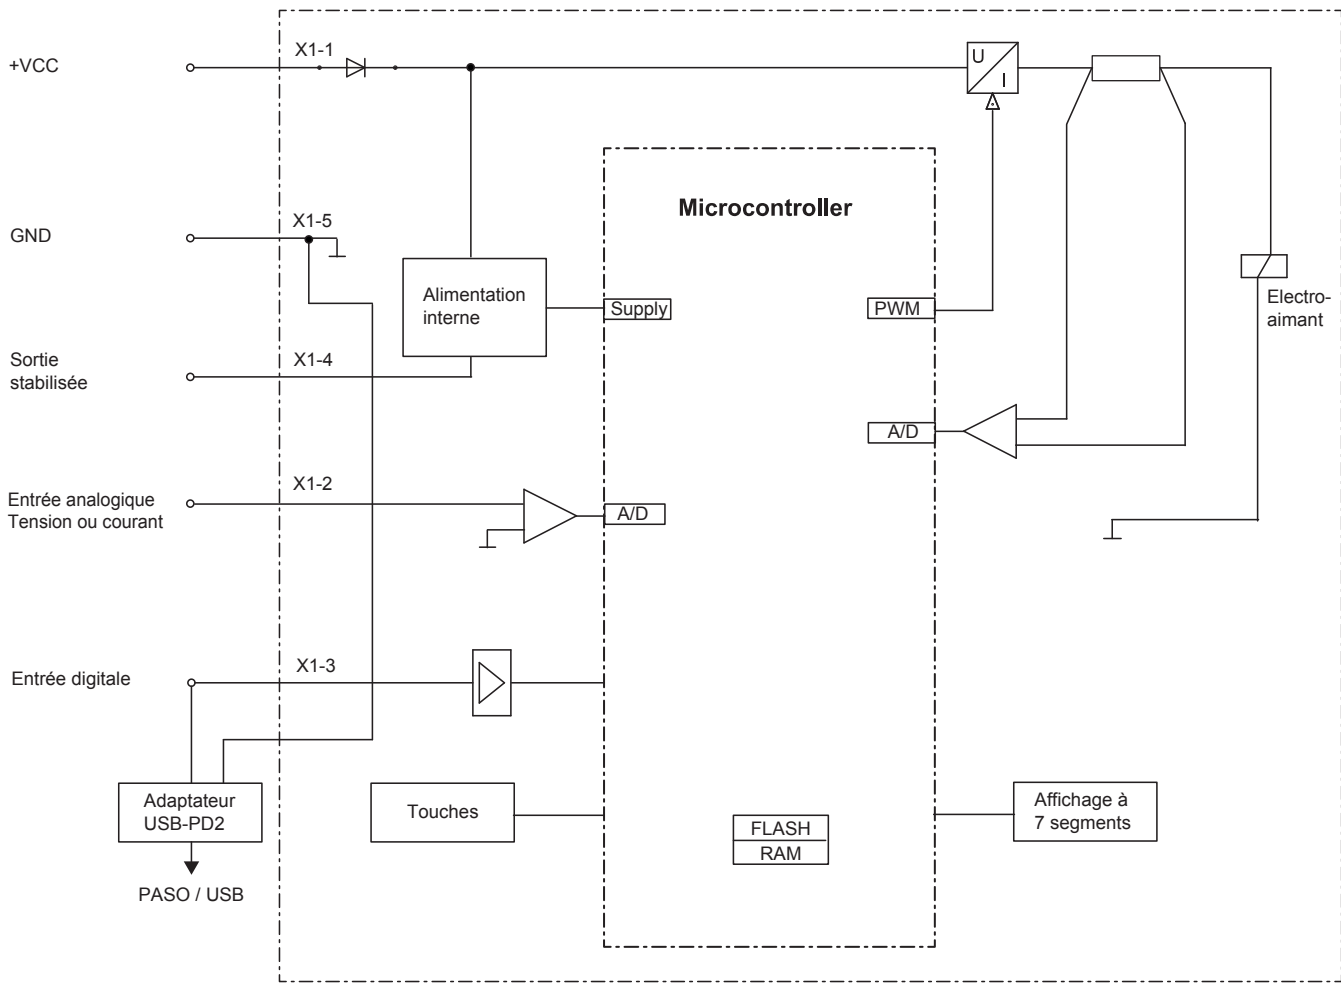 X1-1
+VCC
U
I
Microcontroller
X1-5
GND
Alimentation
interne
Supply
PWM
Electro-
aimant
Sortie
stabilisée
X1-4
A/D
X1-2
Entrée analogique
Tension ou courant
A/D
X1-3
Entrée digitale
Adaptateur
USB-PD2
Touches
FLASH
RAM
Affichage à
7 segments
PASO / USB